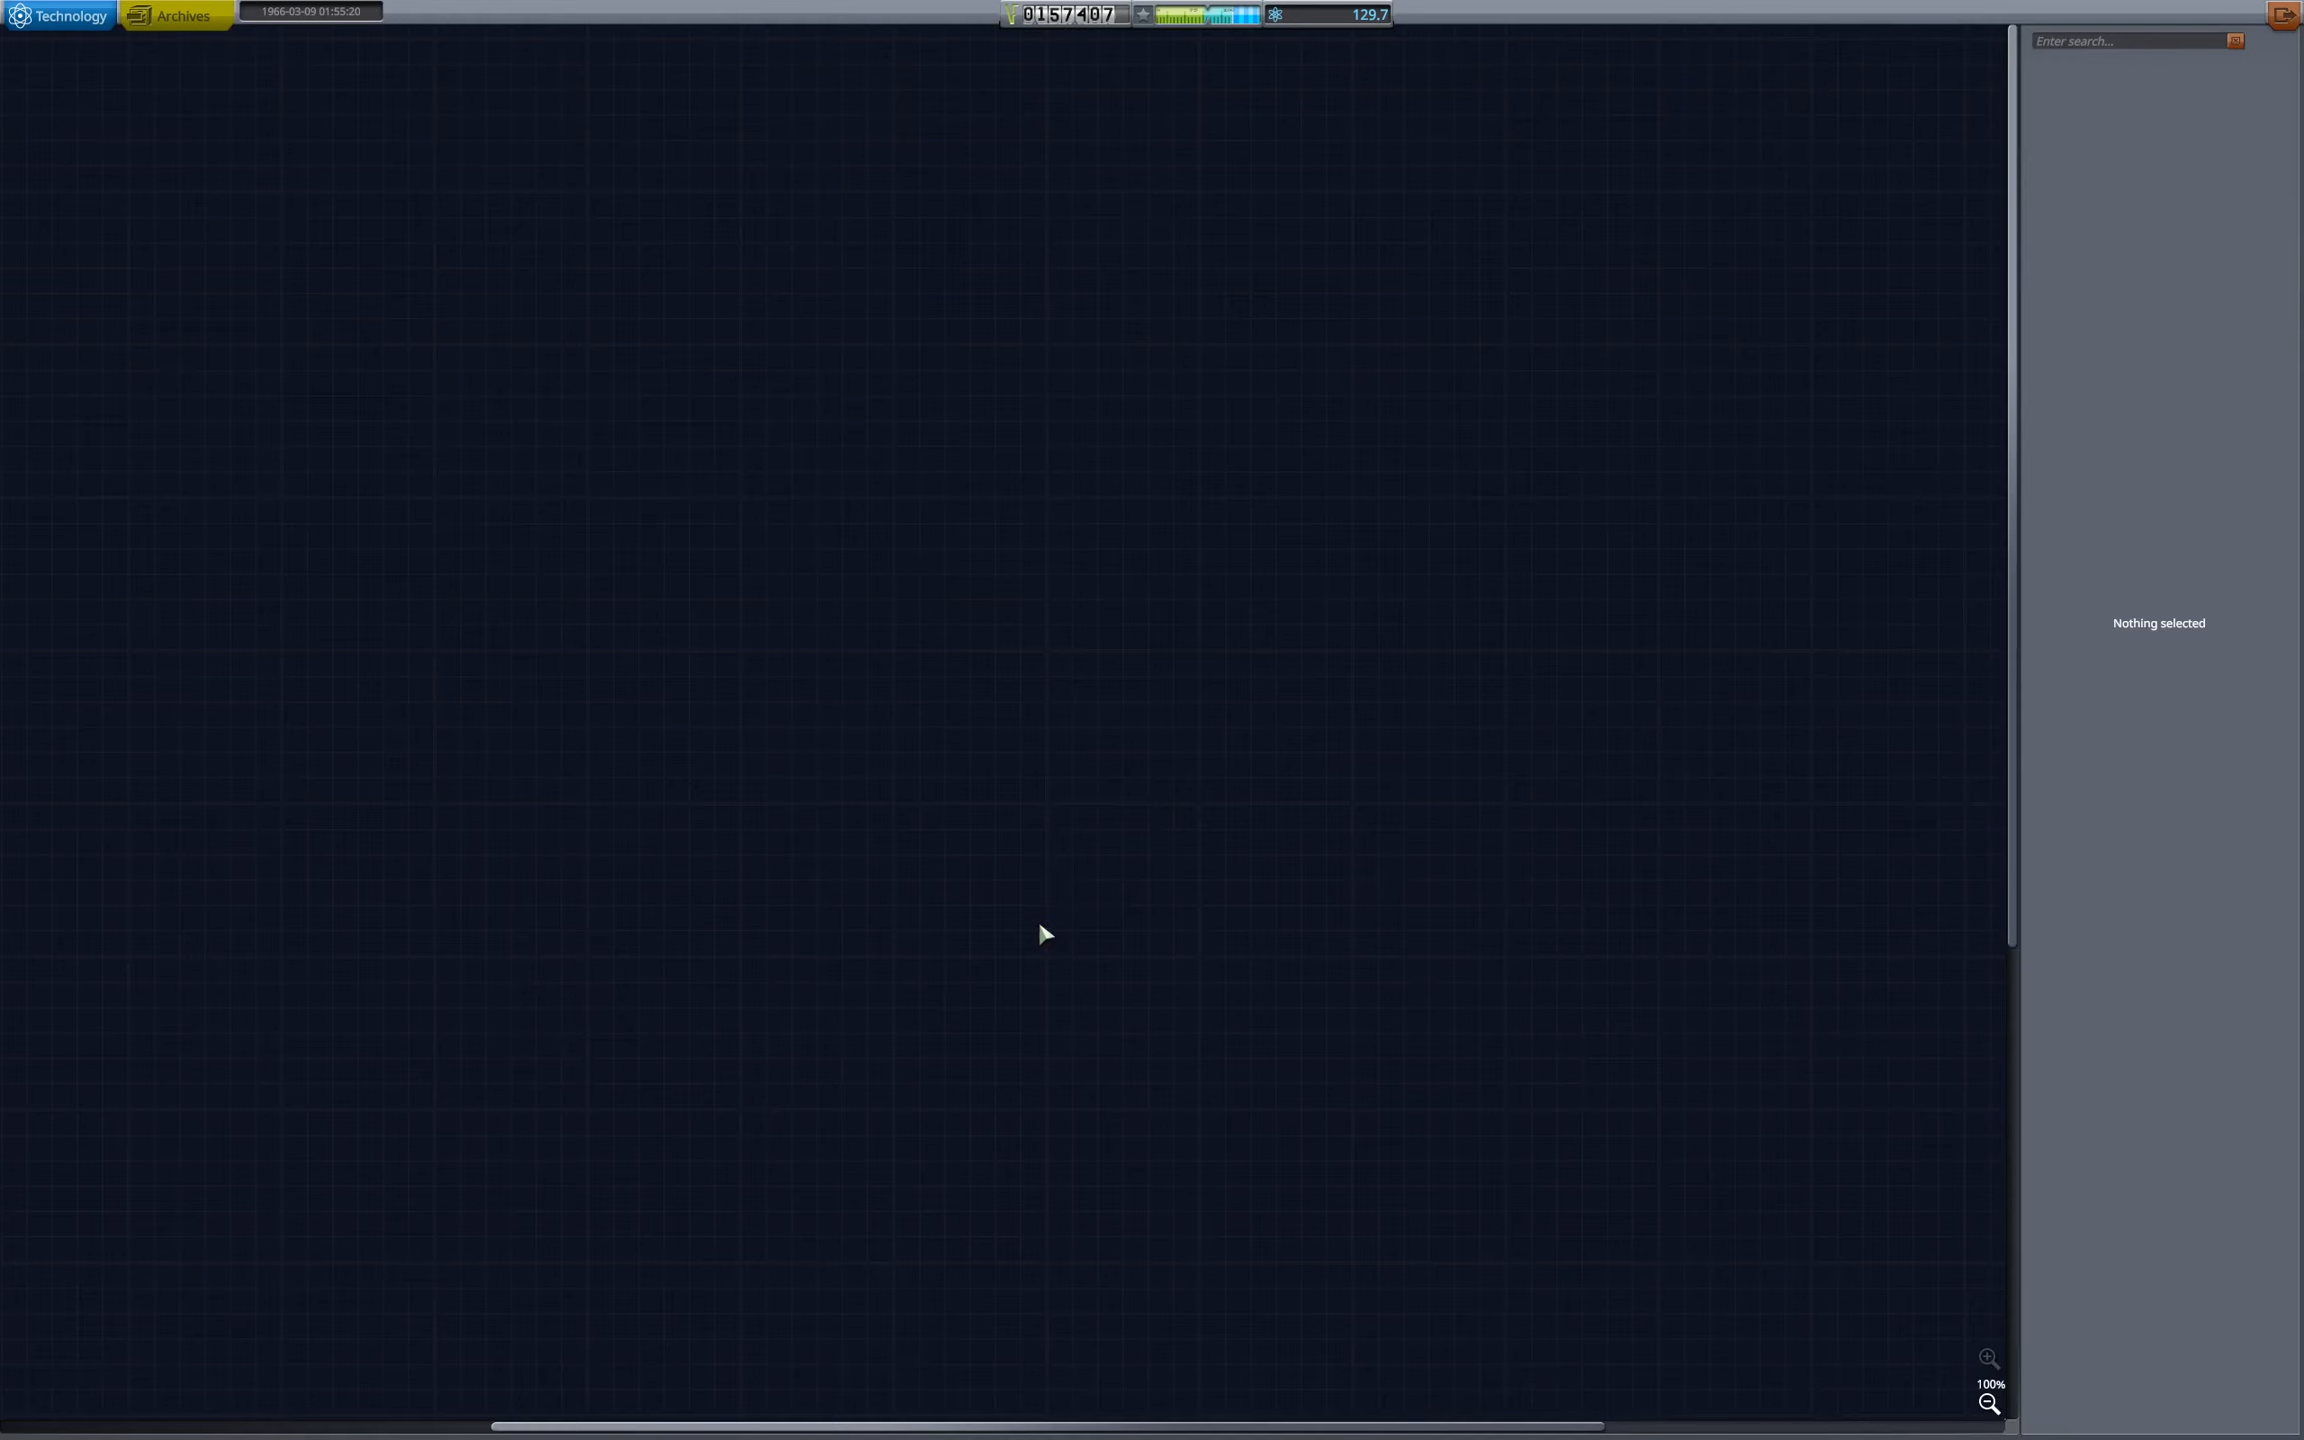 Technology
Archives
1966-03-09 01:55:20
0157407
129.7
Enter search...
Nothing selected
100%